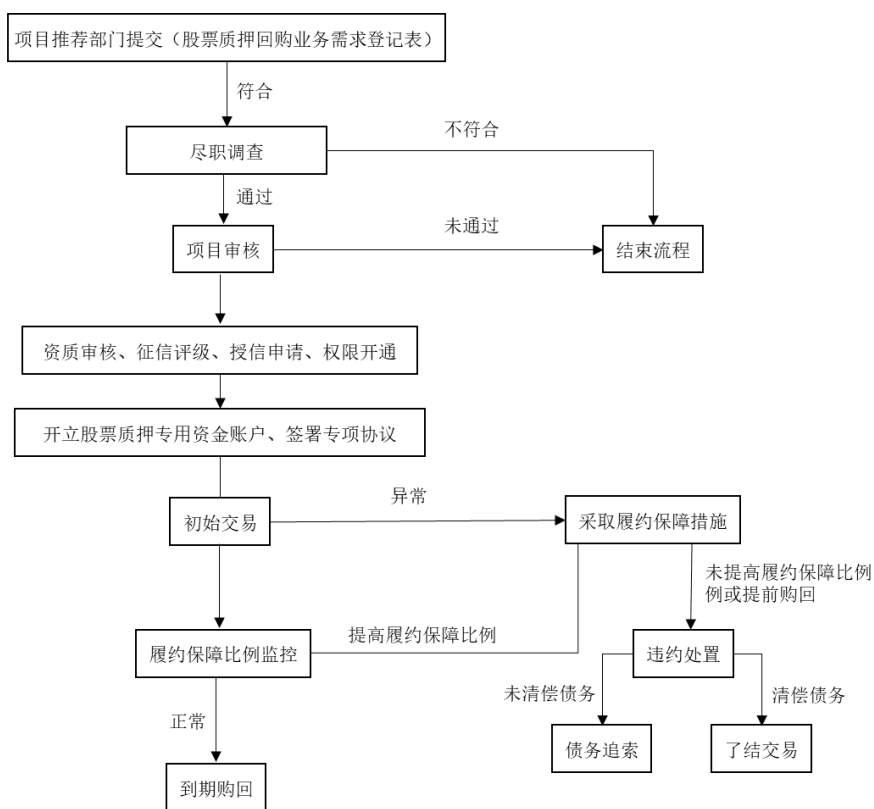 项目推荐部门提交（股票质押回购业务需求登记表）
符合
不符合
尽职调查
通过
未通过
项目审核
结束流程
资质审核、征信评级、授信申请、权限开通
开立股票质押专用资金账户、签署专项协议
异常
初始交易
采取履约保障措施
未提高履约保障比例
例或提前购回
提高履约保障比例
履约保障比例监控
违约处置
未清偿债务
清偿债务
正常
债务追索
了结交易
到期购回